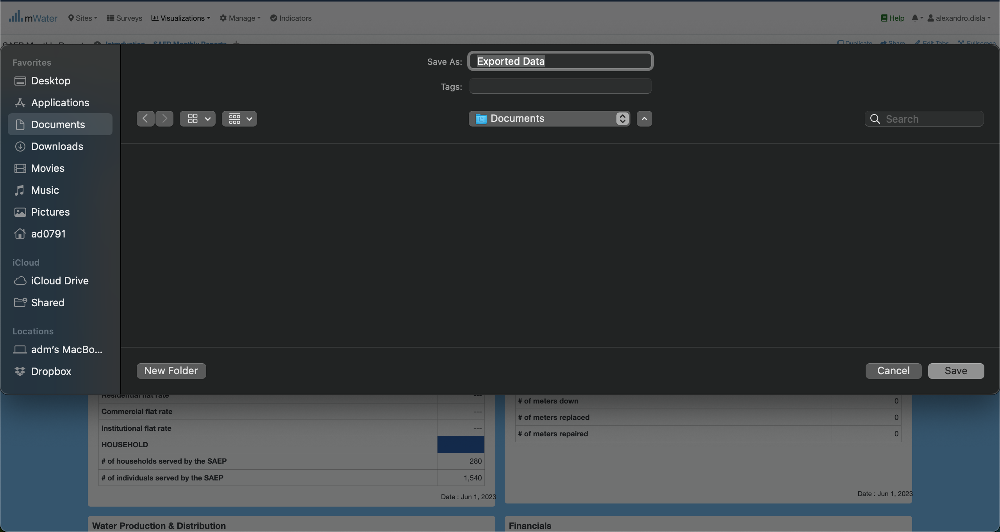 mWater Sites Surveys Visualizations Manage Indicators Help alexandro.disla
SAEP Monthly Reports Introduction SAEP Monthly Reports + Duplicate Share Edit Tabs Fullscreen
Favorites
Desktop
Applications
Documents
Downloads
Movies
Music
Pictures
ad0791
iCloud
iCloud Drive
Shared
Locations
adm's MacBo...
Dropbox
Save As: Exported Data
Tags:
Documents
Search
New Folder
Cancel
Save
Residential flat rate ---
Commercial flat rate ---
Institutional flat rate ---
HOUSEHOLD
# of households served by the SAEP 280
# of individuals served by the SAEP 1,540
Date : Jun 1, 2023
# of meters down 0
# of meters replaced 0
# of meters repaired 0
Date : Jun 1, 2023
Water Production & Distribution
Financials